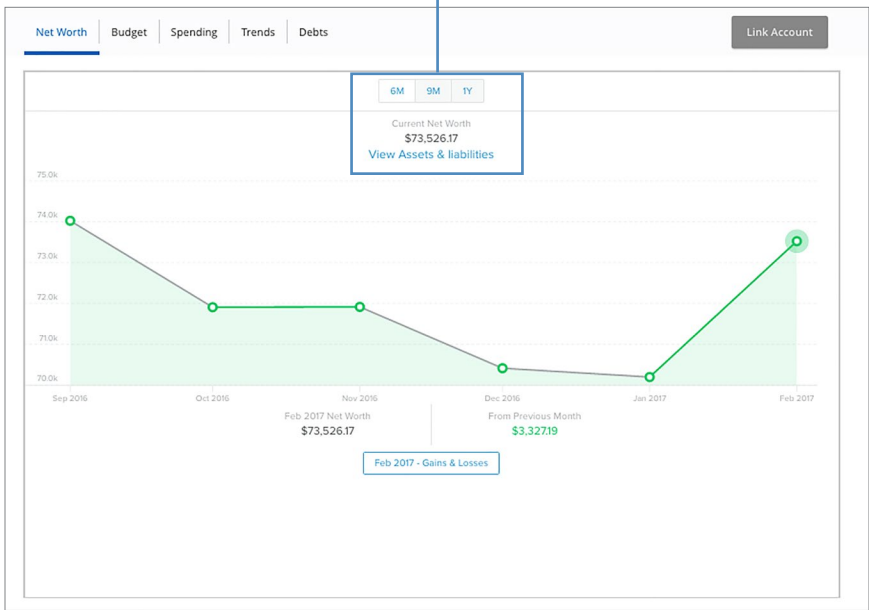 Net Worth Budget Spending Trends Debts Link Account
6M 9M 1Y
Current Net Worth
$73,526.17
View Assets & liabilities
75.0k
74.0k
73.0k
72.0k
71.0k
70.0k
Sep 2016 Oct 2016 Nov 2016 Dec 2016 Jan 2017 Feb 2017
Feb 2017 Net Worth From Previous Month
$73,526.17 $3,327.19
Feb 2017 - Gains & Losses